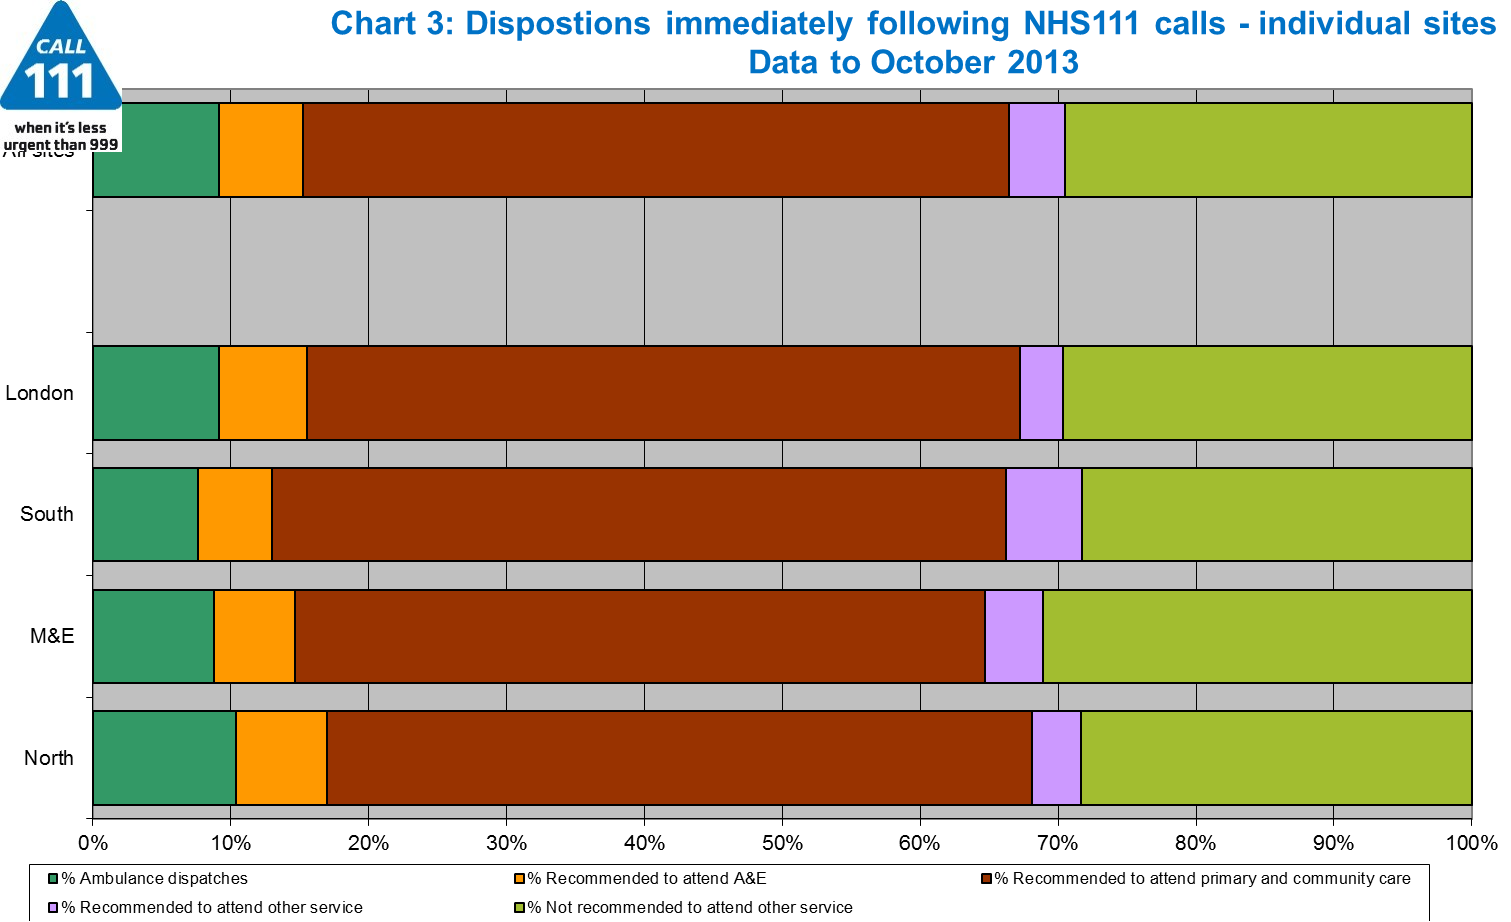 Chart 3: Dispostions immediately following NHS111 calls - individual sites
Data to October 2013
CALL
111
when it's less
urgent than 999
London
South
M&E
North
0% 10% 20% 30% 40% 50% 60% 70% 80% 90% 100%
% Ambulance dispatches % Recommended to attend A&E % Recommended to attend primary and community care
% Recommended to attend other service % Not recommended to attend other service